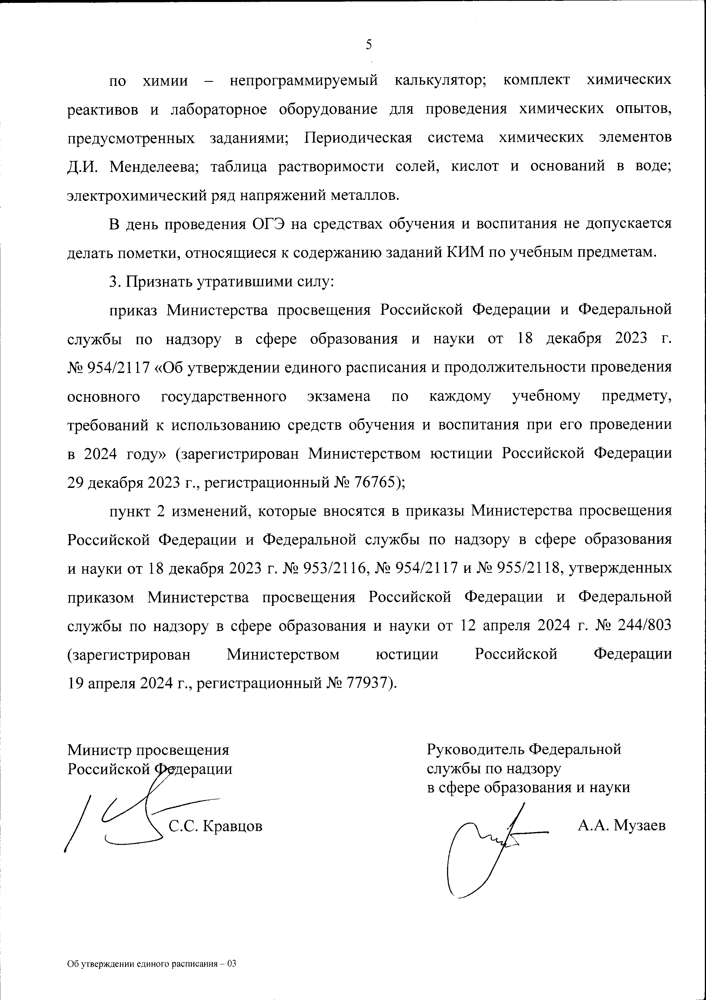 5
по химии – непрограммируемый калькулятор; комплект химических
реактивов и лабораторное оборудование для проведения химических опытов,
предусмотренных заданиями; Периодическая система химических элементов
Д.И. Менделеева; таблица растворимости солей, кислот и оснований в воде;
электрохимический ряд напряжений металлов.
В день проведения ОГЭ на средствах обучения и воспитания не допускается
делать пометки, относящиеся к содержанию заданий КИМ по учебным предметам.
3. Признать утратившими силу:
приказ Министерства просвещения Российской Федерации и Федеральной
службы по надзору в сфере образования и науки от 18 декабря 2023 г.
№ 954/2117 «Об утверждении единого расписания и продолжительности проведения
основного государственного экзамена по каждому учебному предмету,
требований к использованию средств обучения и воспитания при его проведении
в 2024 году» (зарегистрирован Министерством юстиции Российской Федерации
29 декабря 2023 г., регистрационный № 76765);
пункт 2 изменений, которые вносятся в приказы Министерства просвещения
Российской Федерации и Федеральной службы по надзору в сфере образования
и науки от 18 декабря 2023 г. № 953/2116, № 954/2117 и № 955/2118, утвержденных
приказом Министерства просвещения Российской Федерации и Федеральной
службы по надзору в сфере образования и науки от 12 апреля 2024 г. № 244/803
(зарегистрирован Министерством юстиции Российской Федерации
19 апреля 2024 г., регистрационный № 77937).
Министр просвещения
Российской Федерации
С.С. Кравцов
Руководитель Федеральной
службы по надзору
в сфере образования и науки
А.А. Музаев
Об утверждении единого расписания – 03